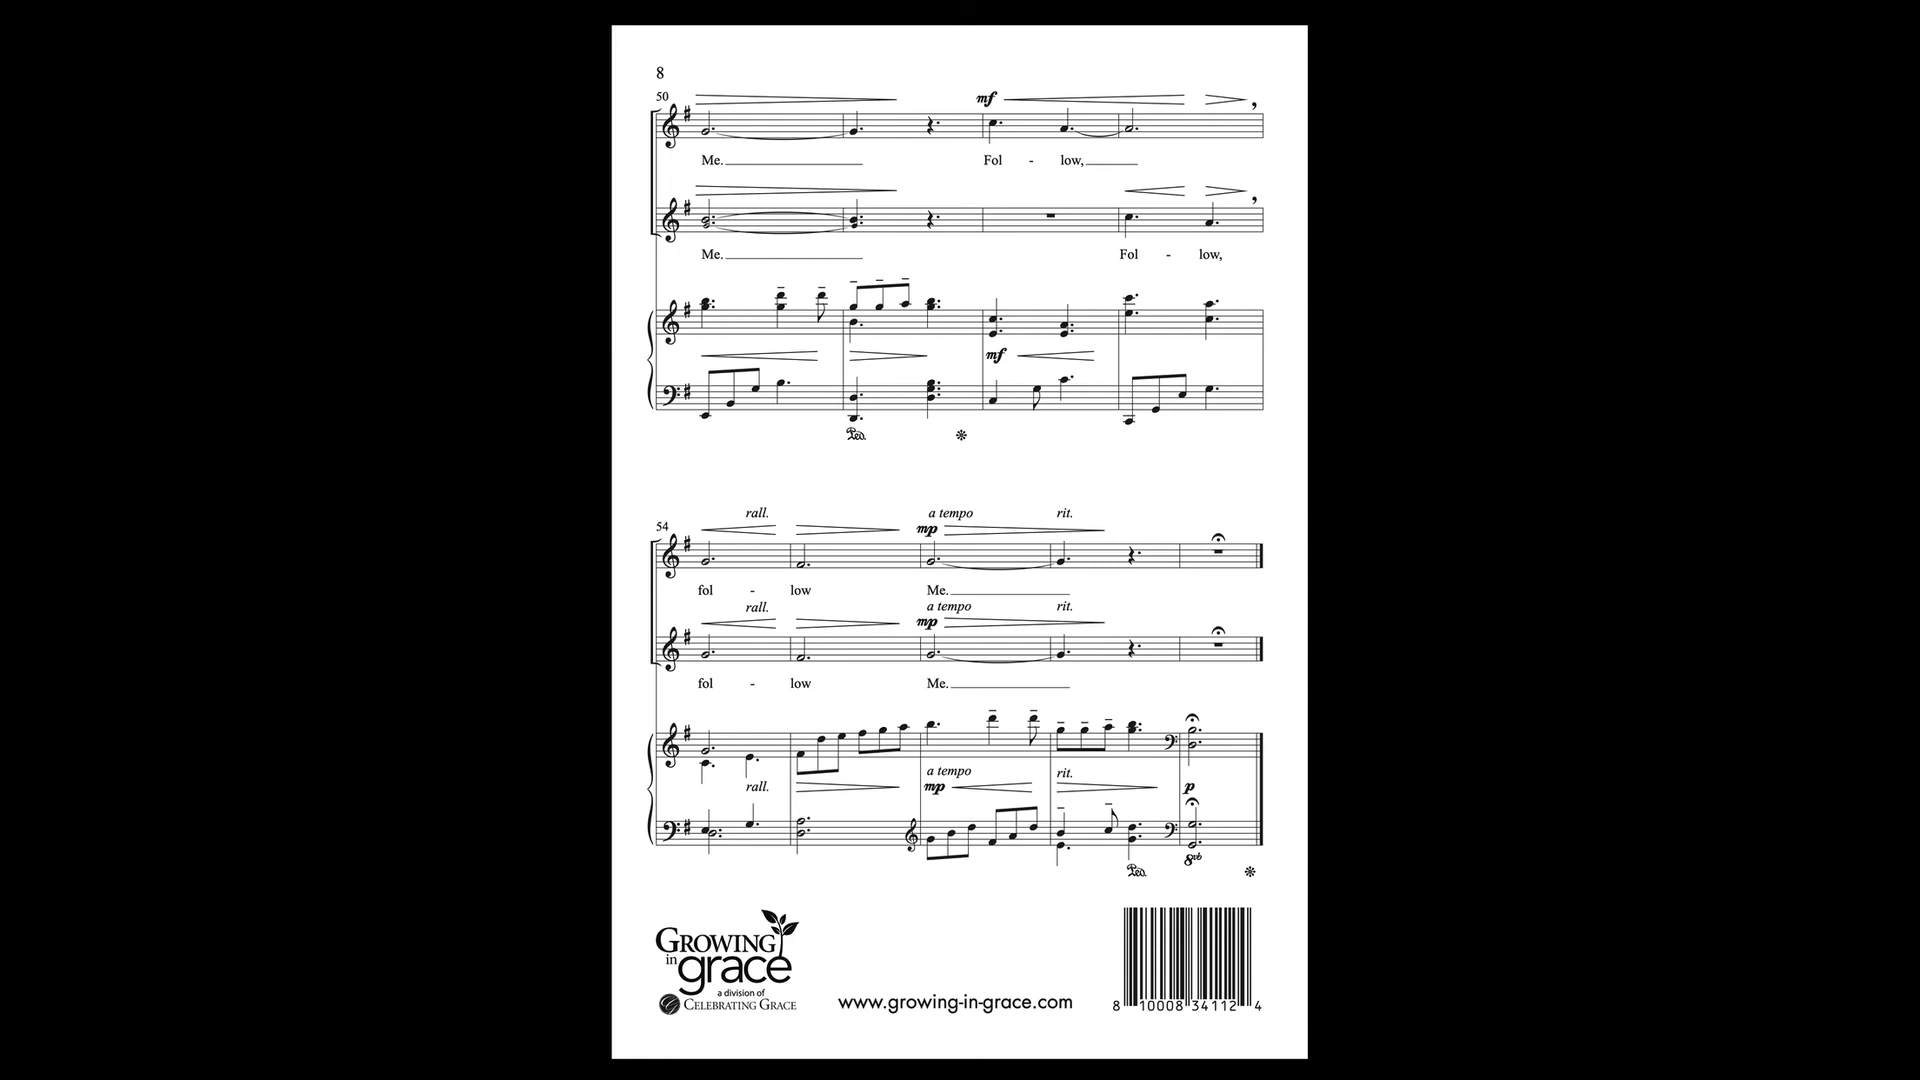 8
50
mf
Me. Fol - low,
Me. Fol - low,
mf
Ped. *
54
rall. a tempo rit.
mp
fol - low Me.
rall. a tempo rit.
mp
fol - low Me.
rall. a tempo rit.
mp p
8vb
Ped. *
GROWING
in grace
a division of
CELEBRATING GRACE
www.growing-in-grace.com
8 10008 34112 4